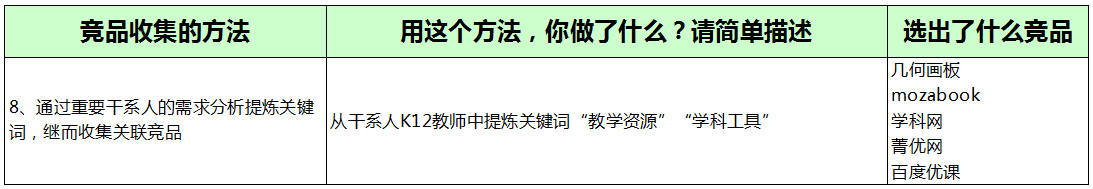 竞品收集的方法
用这个方法，你做了什么？请简单描述
选出了什么竞品
8、通过重要干系人的需求分析提炼关键
词，继而收集关联竞品
从干系人K12教师中提炼关键词“教学资源”“学科工具”
几何画板
mozabook
学科网
菁优网
百度优课